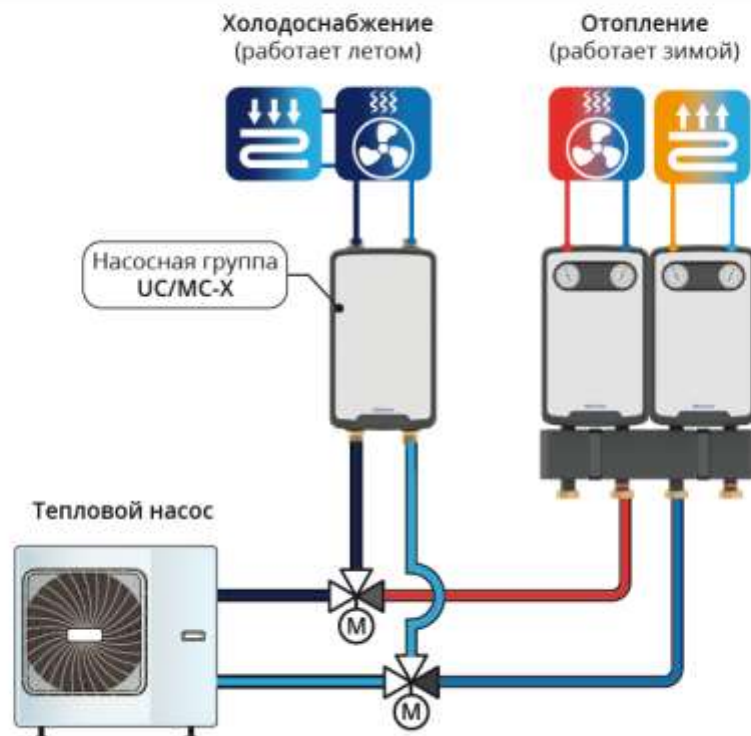 Холодоснабжение
(работает летом)
Отопление
(работает зимой)
Насосная группа
UC/MC-X
Тепловой насос
M
M